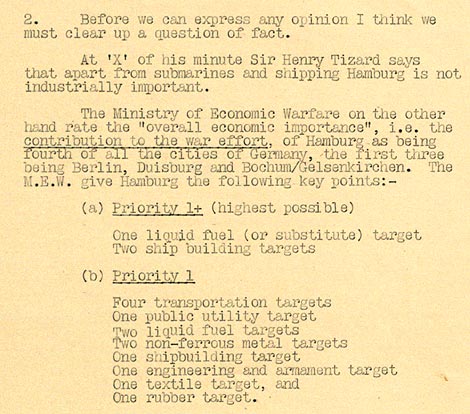 2. Before we can express any opinion I think we
must clear up a question of fact.
At 'X' of his minute Sir Henry Tizard says
that apart from submarines and shipping Hamburg is not
industrially important.
The Ministry of Economic Warfare on the other
hand rate the "overall economic importance", i.e. the
contribution to the war effort, of Hamburg as being
fourth of all the cities of Germany, the first three
being Berlin, Duisburg and Bochum/Gelsenkirchen. The
M.E.W. give Hamburg the following key points:-
(a) Priority 1+ (highest possible)
One liquid fuel (or substitute) target
Two ship building targets
(b) Priority 1
Four transportation targets
One public utility target
Two liquid fuel targets
Two non-ferrous metal targets
One shipbuilding target
One engineering and armament target
One textile target, and
One rubber target.